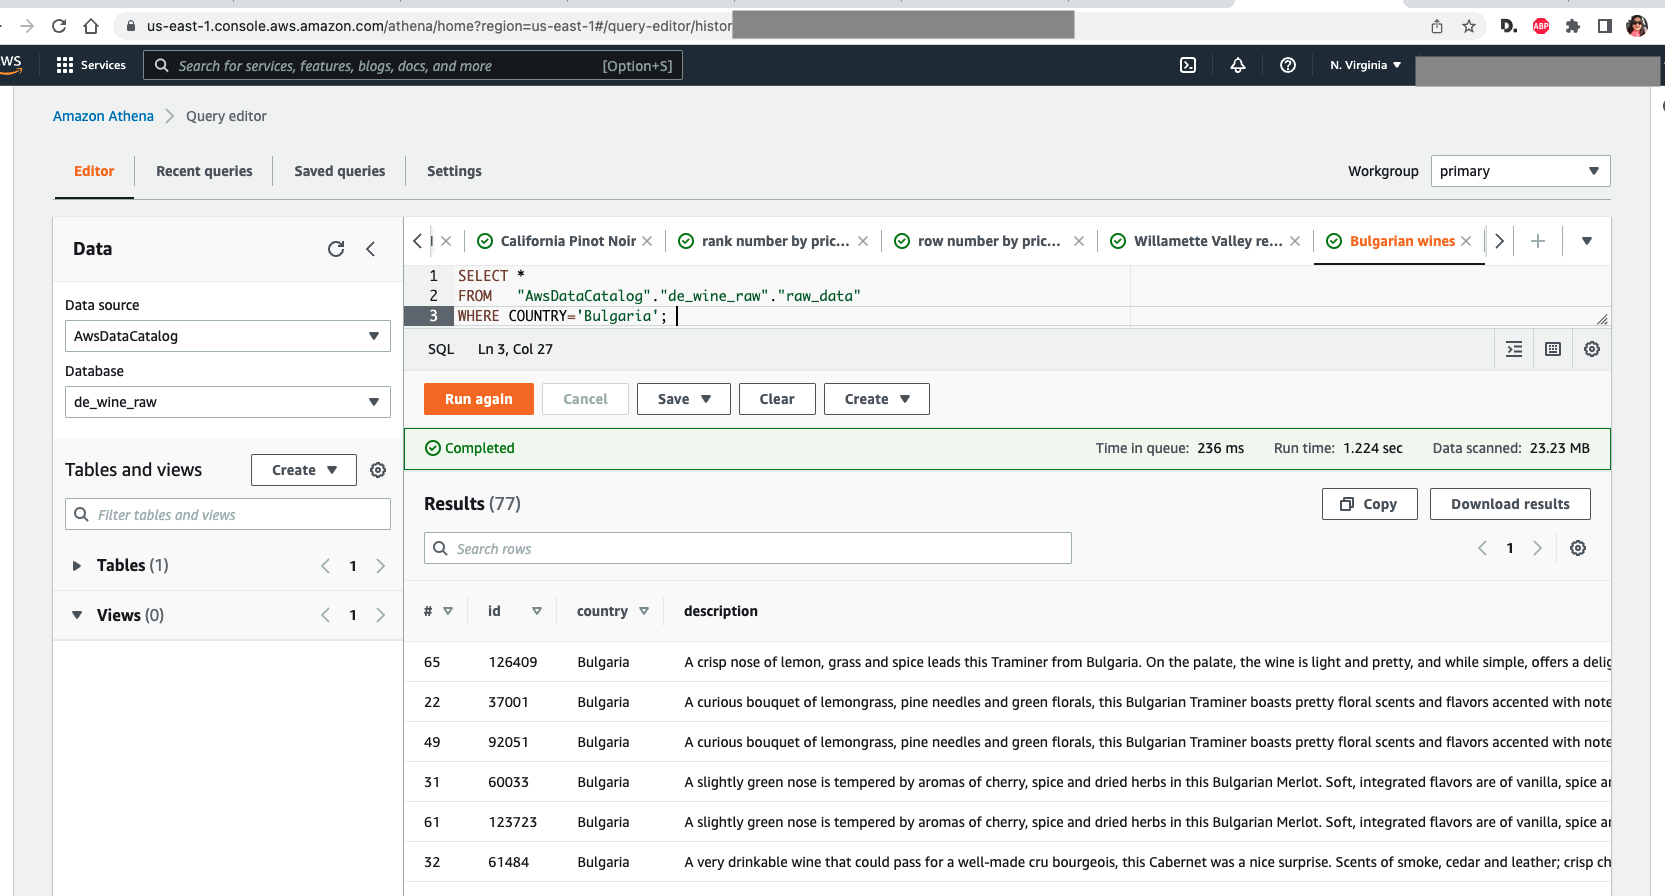 us-east-1.console.aws.amazon.com/athena/home?region=us-east-1#/query-editor/histor
D. ABP
WS Services Search for services, features, blogs, docs, and more [Option+S] N. Virginia
Amazon Athena Query editor
Editor Recent queries Saved queries Settings Workgroup primary
Data
California Pinot Noir rank number by pric... row number by pric... Willamette Valley re... Bulgarian wines
1 SELECT *
2 FROM "AwsDataCatalog"."de_wine_raw"."raw_data"
3 WHERE COUNTRY='Bulgaria';
Data source
AwsDataCatalog
SQL Ln 3, Col 27
Database
de_wine_raw
Run again Cancel Save Clear Create
Completed Time in queue: 236 ms Run time: 1.224 sec Data scanned: 23.23 MB
Tables and views Create
Filter tables and views
Tables (1) 1
Views (0) 1
Results (77) Copy Download results
Search rows 1
# id country description
65 126409 Bulgaria A crisp nose of lemon, grass and spice leads this Traminer from Bulgaria. On the palate, the wine is light and pretty, and while simple, offers a delig
22 37001 Bulgaria A curious bouquet of lemongrass, pine needles and green florals, this Bulgarian Traminer boasts pretty floral scents and flavors accented with note
49 92051 Bulgaria A curious bouquet of lemongrass, pine needles and green florals, this Bulgarian Traminer boasts pretty floral scents and flavors accented with note
31 60033 Bulgaria A slightly green nose is tempered by aromas of cherry, spice and dried herbs in this Bulgarian Merlot. Soft, integrated flavors are of vanilla, spice ar
61 123723 Bulgaria A slightly green nose is tempered by aromas of cherry, spice and dried herbs in this Bulgarian Merlot. Soft, integrated flavors are of vanilla, spice ar
32 61484 Bulgaria A very drinkable wine that could pass for a well-made cru bourgeois, this Cabernet was a nice surprise. Scents of smoke, cedar and leather; crisp ch